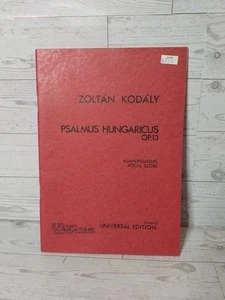 ZOLTÁN KODÁLY
PSALMUS HUNGARICUS
OP.13
KLAVIERAUSZUG
VOCAL SCORE
UNIVERSAL EDITION